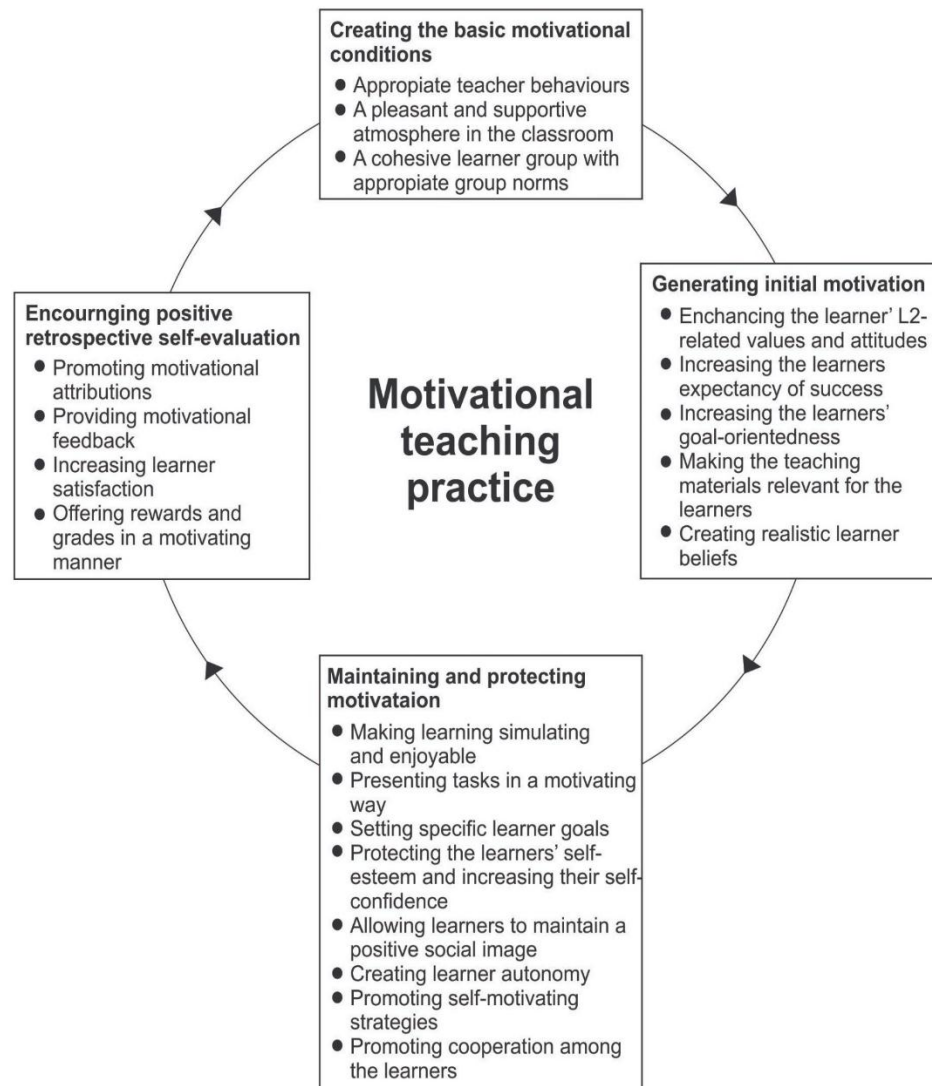 Creating the basic motivational
conditions
● Appropiate teacher behaviours
● A pleasant and supportive
atmosphere in the classroom
● A cohesive learner group with
appropiate group norms
Generating initial motivation
● Enchancing the learner’ L2-
related values and attitudes
● Increasing the learners
expectancy of success
● Increasing the learners’
goal-orientedness
● Making the teaching
materials relevant for the
learners
● Creating realistic learner
beliefs
Encournging positive
retrospective self-evaluation
● Promoting motivational
attributions
● Providing motivational
feedback
● Increasing learner
satisfaction
● Offering rewards and
grades in a motivating
manner
Motivational
teaching
practice
Maintaining and protecting
motivataion
● Making learning simulating
and enjoyable
● Presenting tasks in a motivating
way
● Setting specific learner goals
● Protecting the learners’ self-
esteem and increasing their self-
confidence
● Allowing learners to maintain a
positive social image
● Creating learner autonomy
● Promoting self-motivating
strategies
● Promoting cooperation among
the learners